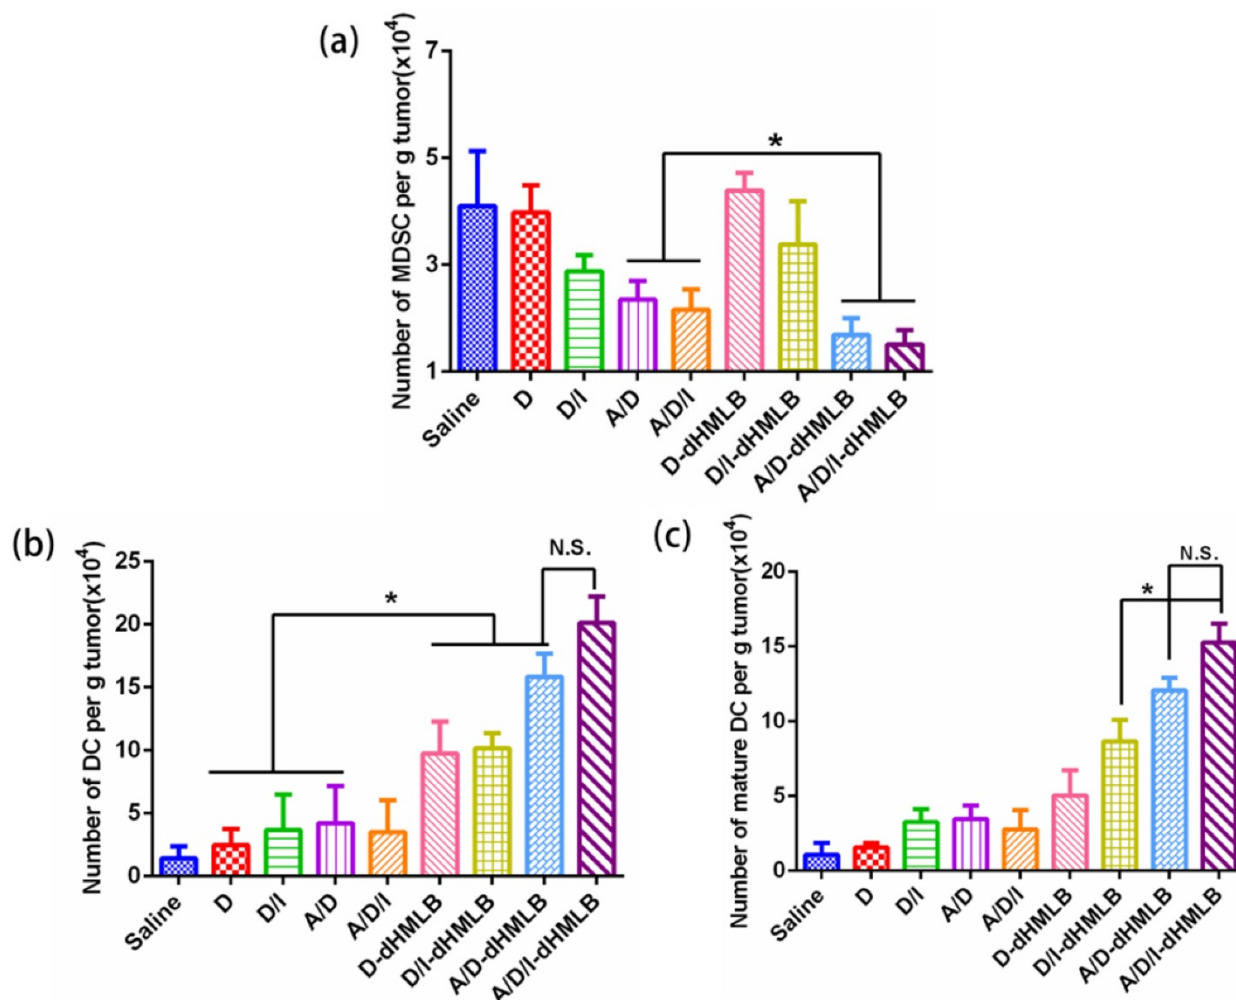 (a)
Number of MDSC per g tumor(x10⁴)
7
5
3
1
*
Saline
D
D/I
A/D
A/D/I
D-dHMLB
D/I-dHMLB
A/D-dHMLB
A/D/I-dHMLB
(b)
Number of DC per g tumor(x10⁴)
25
20
15
10
5
0
*
N.S.
Saline
D
D/I
A/D
A/D/I
D-dHMLB
D/I-dHMLB
A/D-dHMLB
A/D/I-dHMLB
(c)
Number of mature DC per g tumor(x10⁴)
20
15
10
5
0
N.S.
*
Saline
D
D/I
A/D
A/D/I
D-dHMLB
D/I-dHMLB
A/D-dHMLB
A/D/I-dHMLB